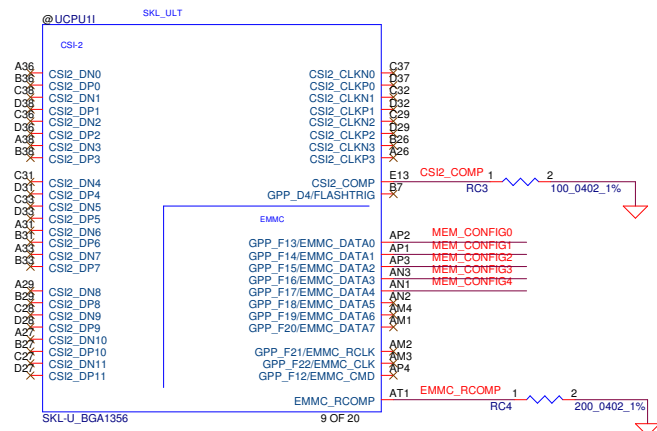 @UCPU1I
SKL_ULT
CSI-2
A36 CSI2_DN0 CSI2_CLKN0 C37
B36 CSI2_DP0 CSI2_CLKP0 D37
C38 CSI2_DN1 CSI2_CLKN1 C32
D38 CSI2_DP1 CSI2_CLKP1 D32
C36 CSI2_DN2 CSI2_CLKN2 C29
D36 CSI2_DP2 CSI2_CLKP2 D29
A38 CSI2_DN3 CSI2_CLKN3 B26
B38 CSI2_DP3 CSI2_CLKP3 A26
C31 CSI2_DN4 CSI2_COMP E13 CSI2_COMP 1 RC3 2 100_0402_1%
D31 CSI2_DP4 GPP_D4/FLASHTRIG B7
C33 CSI2_DN5
D33 CSI2_DP5 EMMC
A31 CSI2_DN6
B31 CSI2_DP6 GPP_F13/EMMC_DATA0 AP2 MEM_CONFIG0
A33 CSI2_DN7 GPP_F14/EMMC_DATA1 AP1 MEM_CONFIG1
B33 CSI2_DP7 GPP_F15/EMMC_DATA2 AP3 MEM_CONFIG2
GPP_F16/EMMC_DATA3 AN3 MEM_CONFIG3
A29 CSI2_DN8 GPP_F17/EMMC_DATA4 AN1 MEM_CONFIG4
B29 CSI2_DP8 GPP_F18/EMMC_DATA5 AN2
C28 CSI2_DN9 GPP_F19/EMMC_DATA6 AM4
D28 CSI2_DP9 GPP_F20/EMMC_DATA7 AM1
A27 CSI2_DN10
B27 CSI2_DP10 GPP_F21/EMMC_RCLK AM2
C27 CSI2_DN11 GPP_F22/EMMC_CLK AM3
D27 CSI2_DP11 GPP_F12/EMMC_CMD AP4
EMMC_RCOMP AT1 EMMC_RCOMP 1 RC4 2 200_0402_1%
SKL-U_BGA1356
9 OF 20